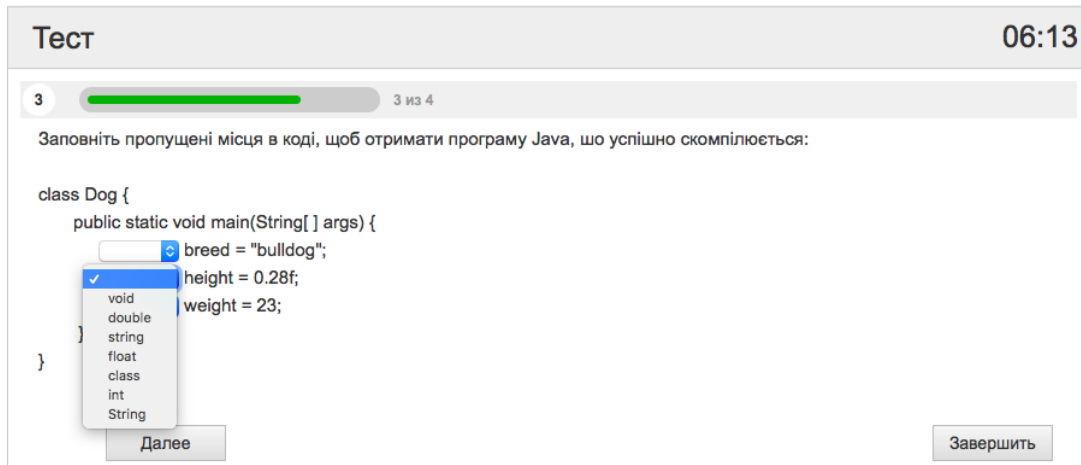 Тест
06:13
3
3 из 4
Заповніть пропущені місця в коді, щоб отримати програму Java, шо успішно скомпілюється:
class Dog {
public static void main(String[ ] args) {
breed = "bulldog";
height = 0.28f;
weight = 23;
}
}
void
double
string
float
class
int
String
Далее
Завершить